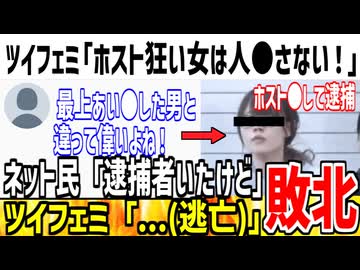 ツイフェミ「ホスト狂い女は人●さない！」
最上あい●した男と
違って偉いよね！
ホスト●して逮捕
ネット民「逮捕者いたけど」
ツイフェミ「...(逃亡)」
敗北